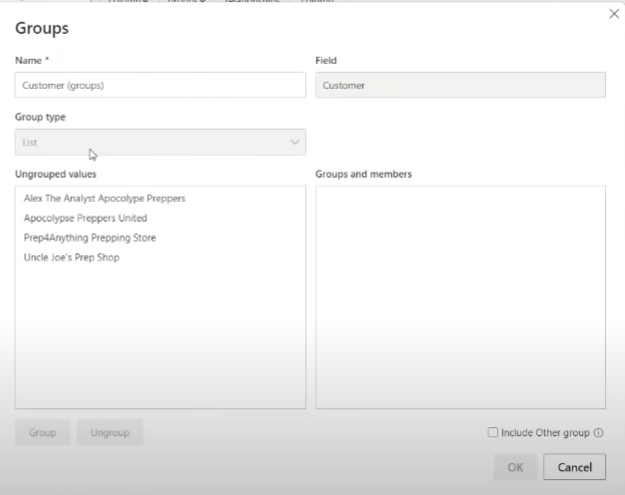 Groups
Name *
Field
Customer (groups)
Customer
Group type
List
Ungrouped values
Groups and members
Alex The Analyst Apocolype Preppers
Apocolypse Preppers United
Prep4Anything Prepping Store
Uncle Joe's Prep Shop
Group
Ungroup
Include Other group
OK
Cancel